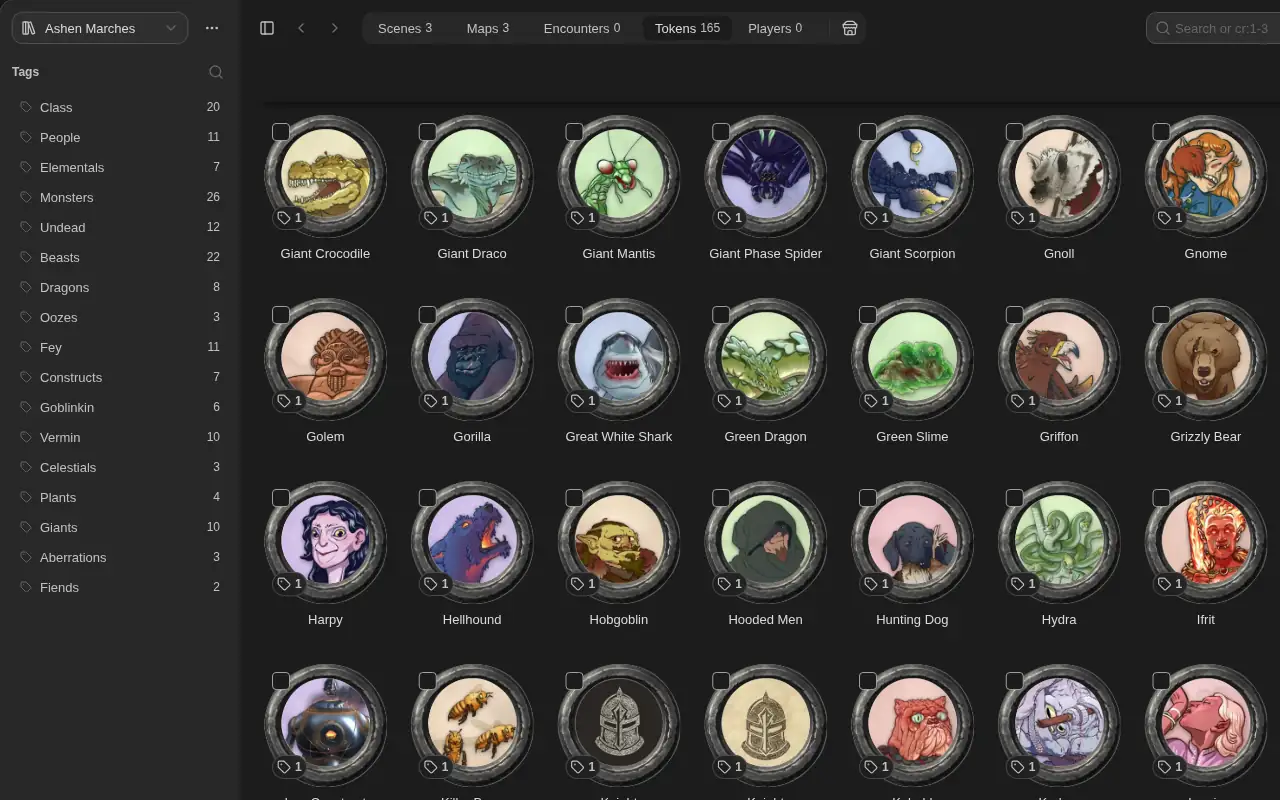 Ashen Marches
Scenes 3
Maps 3
Encounters 0
Tokens 165
Players 0
Search or cr:1-3
Tags
Class 20
People 11
Elementals 7
Monsters 26
Undead 12
Beasts 22
Dragons 8
Oozes 3
Fey 11
Constructs 7
Goblinkin 6
Vermin 10
Celestials 3
Plants 4
Giants 10
Aberrations 3
Fiends 2
1 1 1 1 1 1 1
Giant Crocodile Giant Draco Giant Mantis Giant Phase Spider Giant Scorpion Gnoll Gnome
1 1 1 1 1 1 1
Golem Gorilla Great White Shark Green Dragon Green Slime Griffon Grizzly Bear
1 1 1 1 1 1 1
Harpy Hellhound Hobgoblin Hooded Men Hunting Dog Hydra Ifrit
1 1 1 1 1 1 1